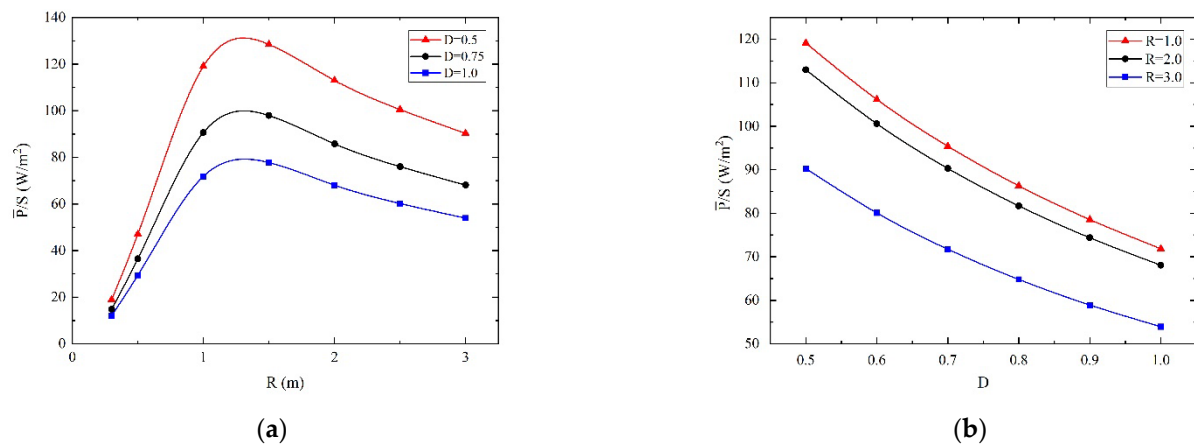 140
120
100
80
60
40
20
0
P̅/S (W/m²)
0 1 2 3
R (m)
D=0.5
D=0.75
D=1.0
(a)
120
110
100
90
80
70
60
50
P̅/S (W/m²)
0.5 0.6 0.7 0.8 0.9 1.0
D
R=1.0
R=2.0
R=3.0
(b)